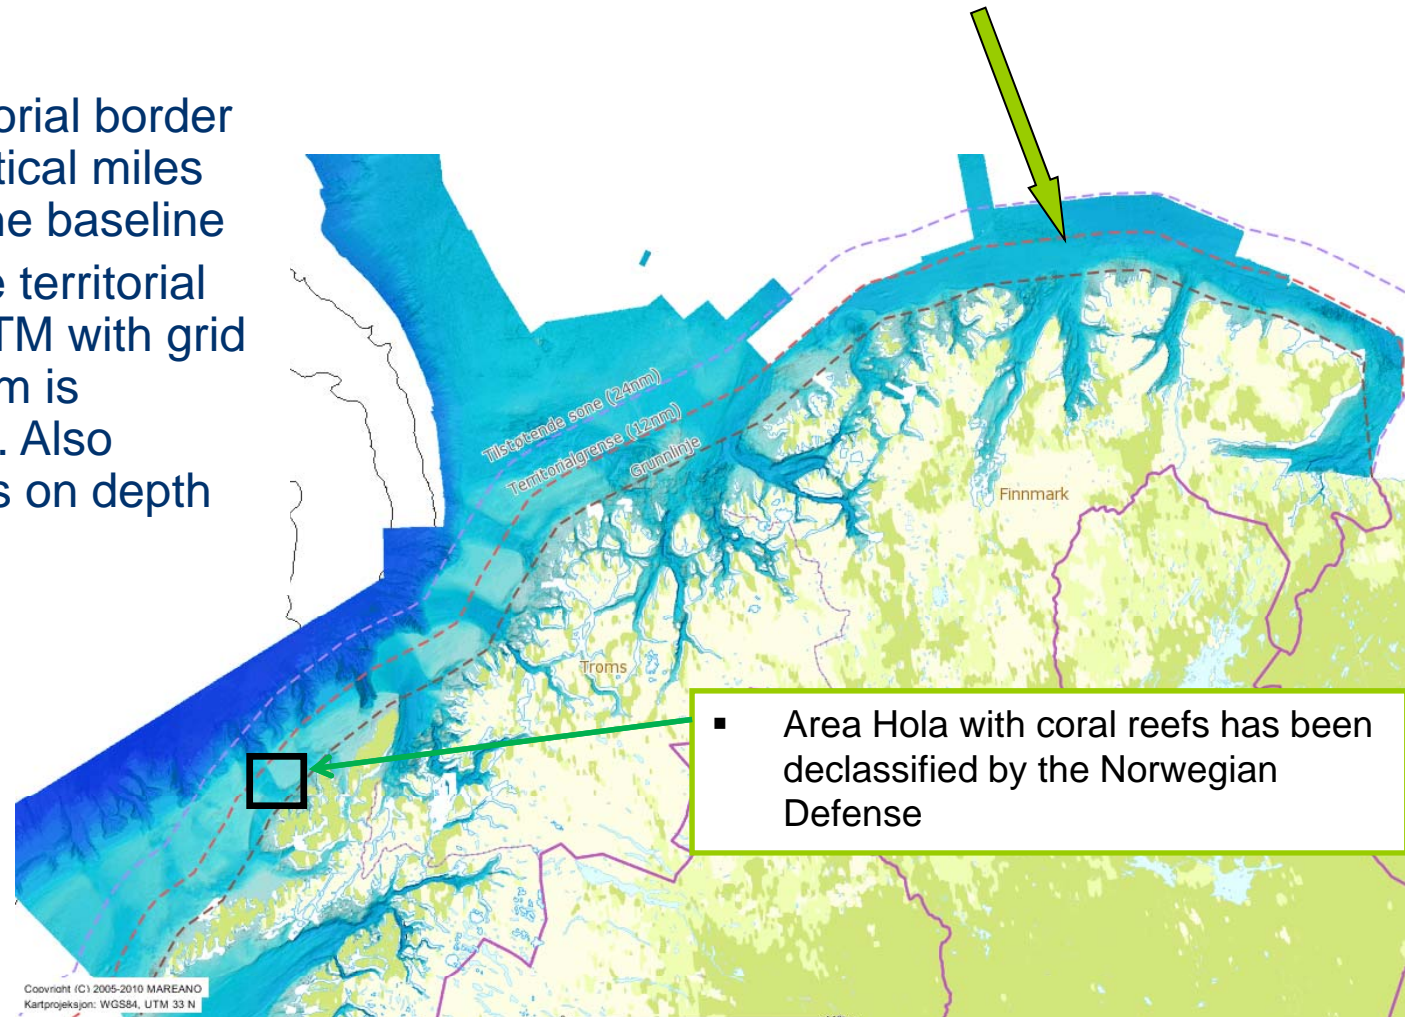 orial border
tical miles
ne baseline
e territorial
TM with grid
m is
. Also
s on depth
Tilstøtende sone (24nm)
Territorialgrense (12nm)
Grunnlinje
Finnmark
Troms
▪ Area Hola with coral reefs has been
declassified by the Norwegian
Defense
Copyright (C) 2005-2010 MAREANO
Kartprojeksjon: WGS84, UTM 33 N